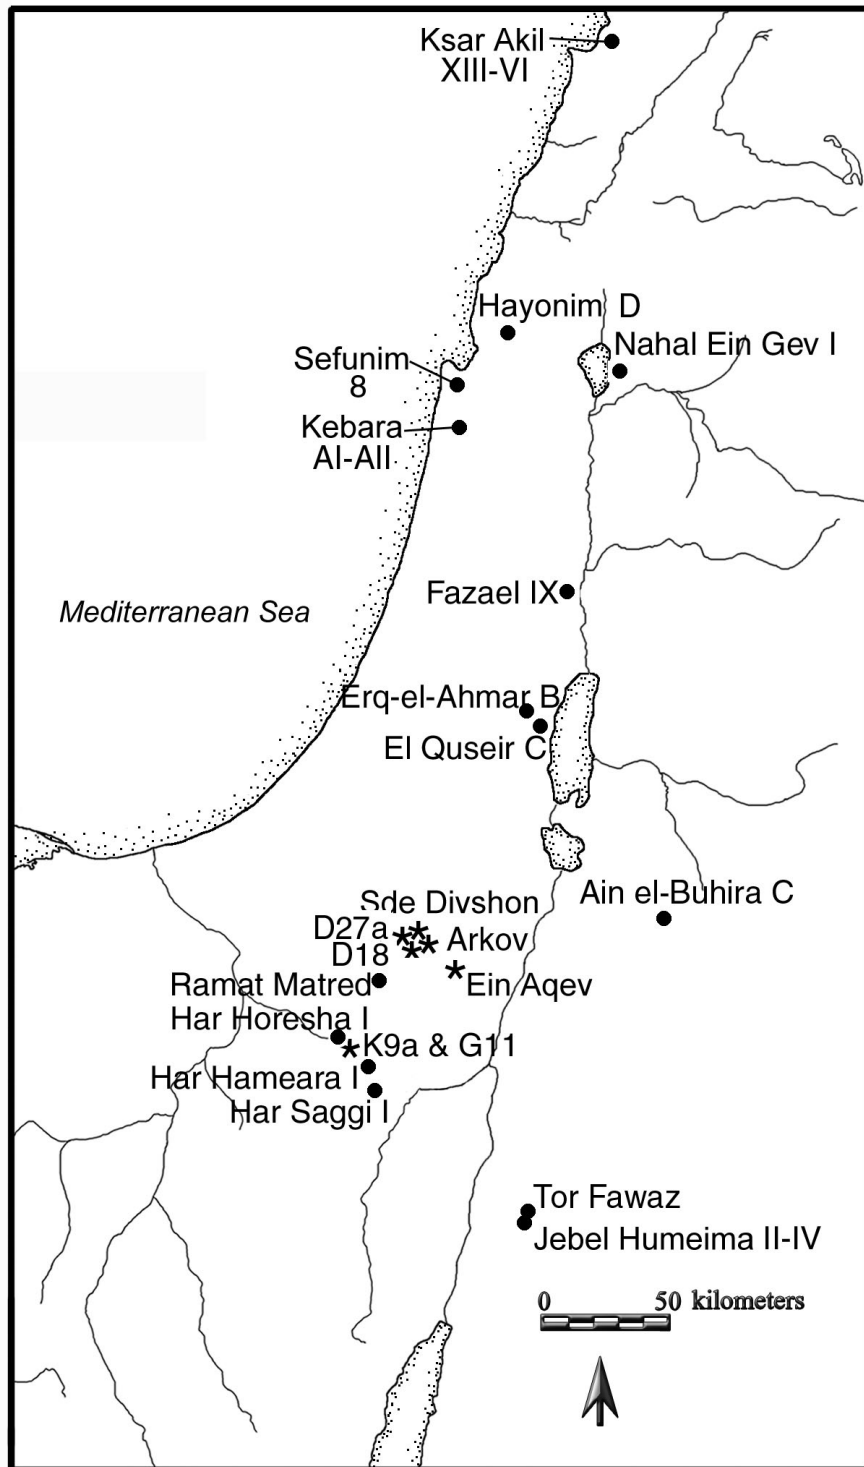 Ksar Akil
XIII-VI
Hayonim D
Nahal Ein Gev I
Sefunim
8
Kebara
AI-AII
Fazael IX
Mediterranean Sea
Erq-el-Ahmar B
El Quseir C
Ain el-Buhira C
Sde Divshon
D27a
Arkov
D18
Ramat Matred
Ein Aqev
Har Horesha I
K9a & G11
Har Hameara I
Har Saggi I
Tor Fawaz
Jebel Humeima II-IV
0 50 kilometers